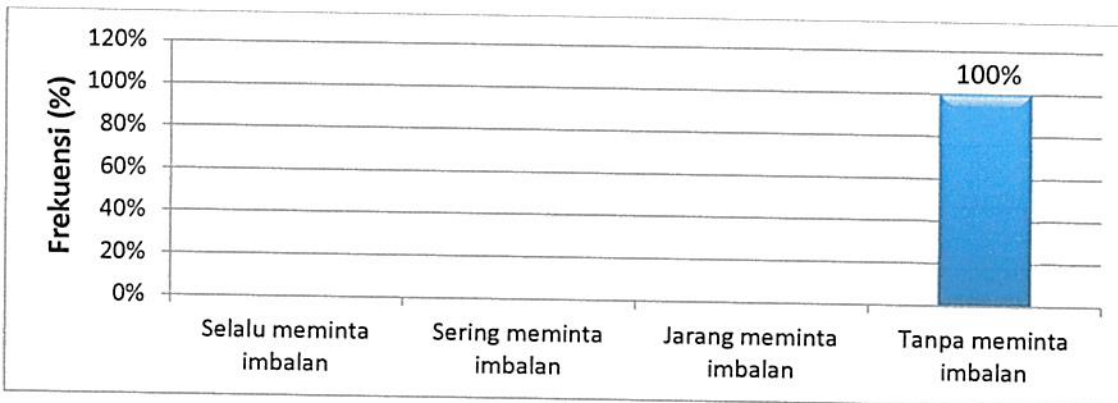 120%
100%
80%
60%
40%
20%
0%
Frekuensi (%)
100%
Selalu meminta
imbalan
Sering meminta
imbalan
Jarang meminta
imbalan
Tanpa meminta
imbalan